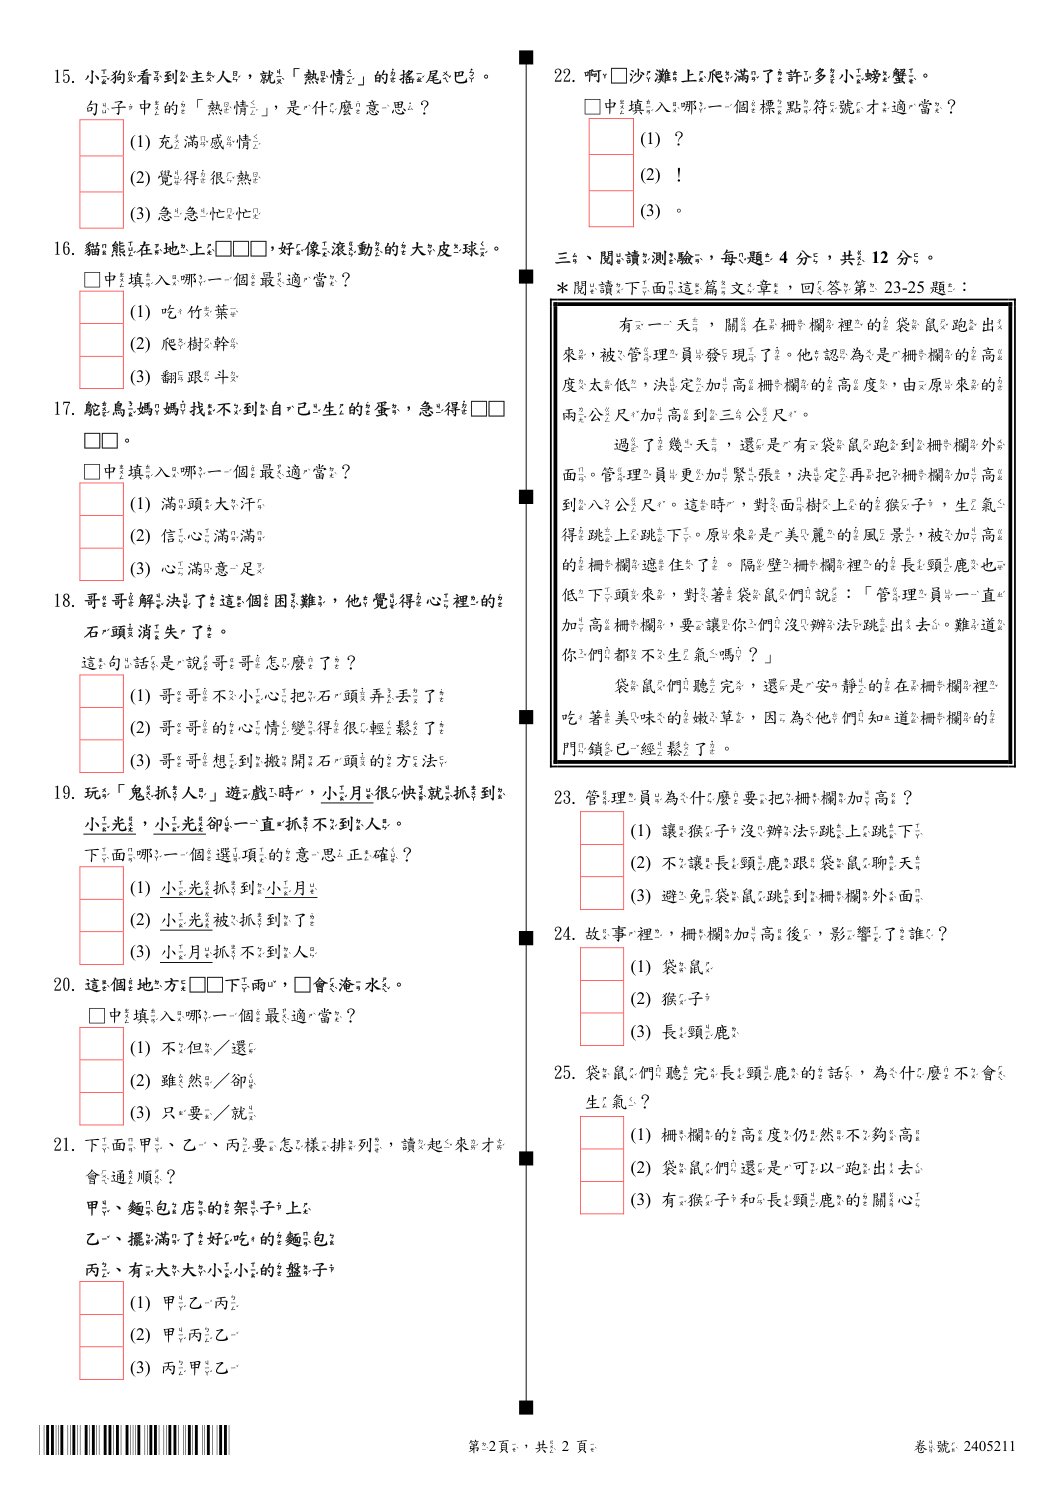 15. 小狗看到主人，就「熱情」的搖尾巴。
句子中的「熱情」，是什麼意思？
(1) 充滿感情
(2) 覺得很熱
(3) 急急忙忙
16. 貓熊在地上□□□，好像滾動的大皮球。
□中填入哪一個最適當？
(1) 吃竹葉
(2) 爬樹幹
(3) 翻跟斗
17. 鴕鳥媽媽找不到自己生的蛋，急得□□
□□。
□中填入哪一個最適當？
(1) 滿頭大汗
(2) 信心滿滿
(3) 心滿意足
18. 哥哥解決了這個困難，他覺得心裡的
石頭消失了。
這句話是說哥哥怎麼了？
(1) 哥哥不小心把石頭弄丟了
(2) 哥哥的心情變得很輕鬆了
(3) 哥哥想到搬開石頭的方法
19. 玩「鬼抓人」遊戲時，小月很快就抓到
小光，小光卻一直抓不到人。
下面哪一個選項的意思正確？
(1) 小光抓到小月
(2) 小光被抓到了
(3) 小月抓不到人
20. 這個地方□□下雨，□會淹水。
□中填入哪一個最適當？
(1) 不但／還
(2) 雖然／卻
(3) 只要／就
21. 下面甲、乙、丙要怎樣排列，讀起來才
會通順？
甲、麵包店的架子上
乙、擺滿了好吃的麵包
丙、有大大小小的盤子
(1) 甲乙丙
(2) 甲丙乙
(3) 丙甲乙
22. 啊□沙灘上爬滿了許多小螃蟹。
□中填入哪一個標點符號才適當？
(1) ？
(2) ！
(3) 。
三、閱讀測驗，每題 4 分，共 12 分。
＊閱讀下面這篇文章，回答第 23-25 題：
有一天，關在柵欄裡的袋鼠跑出
來，被管理員發現了。他認為是柵欄的高
度太低，決定加高柵欄的高度，由原來的
兩公尺加高到三公尺。
過了幾天，還是有袋鼠跑到柵欄外
面。管理員更加緊張，決定再把柵欄加高
到八公尺。這時，對面樹上的猴子，生氣
得跳上跳下。原來是美麗的風景，被加高
的柵欄遮住了。隔壁柵欄裡的長頸鹿也
低下頭來，對著袋鼠們說：「管理員一直
加高柵欄，要讓你們沒辦法跳出去。難道
你們都不生氣嗎？」
袋鼠們聽完，還是安靜的在柵欄裡
吃著美味的嫩草，因為他們知道柵欄的
門鎖已經鬆了。
23. 管理員為什麼要把柵欄加高？
(1) 讓猴子沒辦法跳上跳下
(2) 不讓長頸鹿跟袋鼠聊天
(3) 避免袋鼠跳到柵欄外面
24. 故事裡，柵欄加高後，影響了誰？
(1) 袋鼠
(2) 猴子
(3) 長頸鹿
25. 袋鼠們聽完長頸鹿的話，為什麼不會
生氣？
(1) 柵欄的高度仍然不夠高
(2) 袋鼠們還是可以跑出去
(3) 有猴子和長頸鹿的關心
第2頁，共 2 頁
卷號 2405211